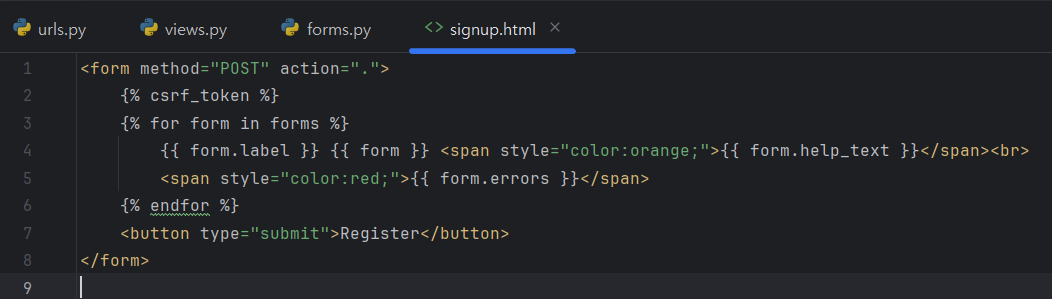 urls.py views.py forms.py <> signup.html ×
1 <form method="POST" action=".">
2     {% csrf_token %}
3     {% for form in forms %}
4         {{ form.label }} {{ form }} <span style="color:orange;">{{ form.help_text }}</span><br>
5         <span style="color:red;">{{ form.errors }}</span>
6     {% endfor %}
7     <button type="submit">Register</button>
8 </form>
9